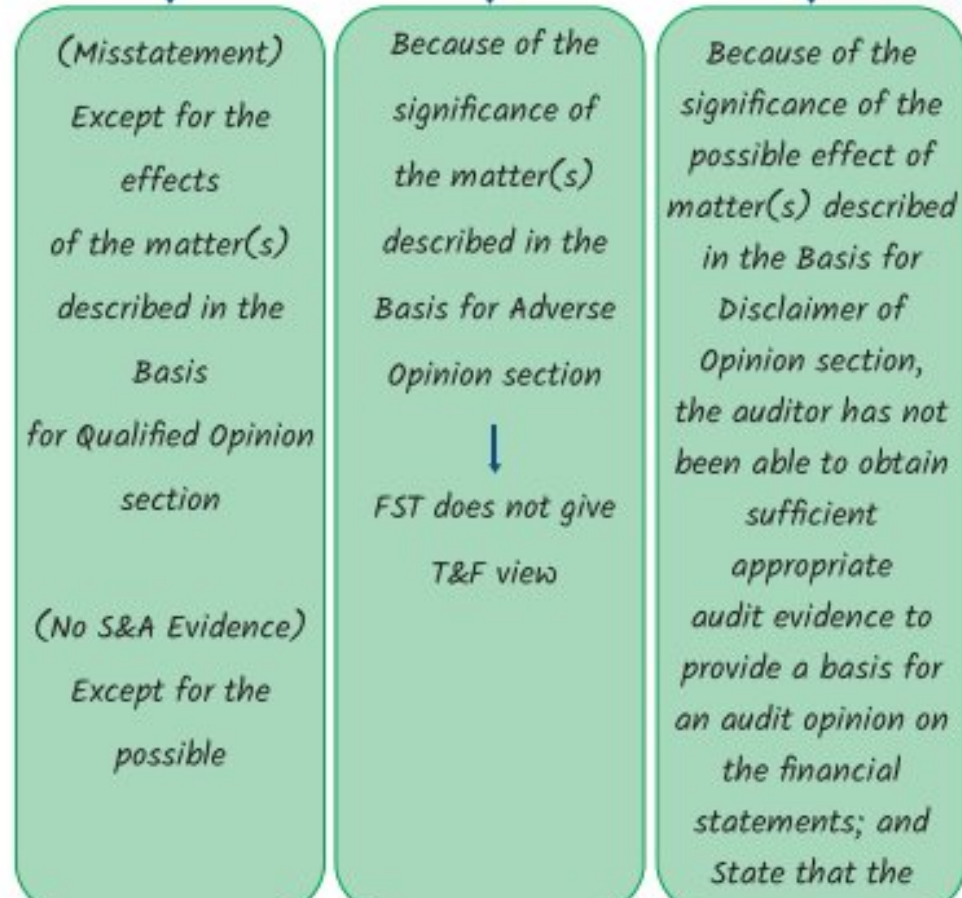 (Misstatement)
Except for the
effects
of the matter(s)
described in the
Basis
for Qualified Opinion
section
(No S&A Evidence)
Except for the
possible
Because of the
significance of
the matter(s)
described in the
Basis for Adverse
Opinion section
FST does not give
T&F view
Because of the
significance of the
possible effect of
matter(s) described
in the Basis for
Disclaimer of
Opinion section,
the auditor has not
been able to obtain
sufficient
appropriate
audit evidence to
provide a basis for
an audit opinion on
the financial
statements; and
State that the